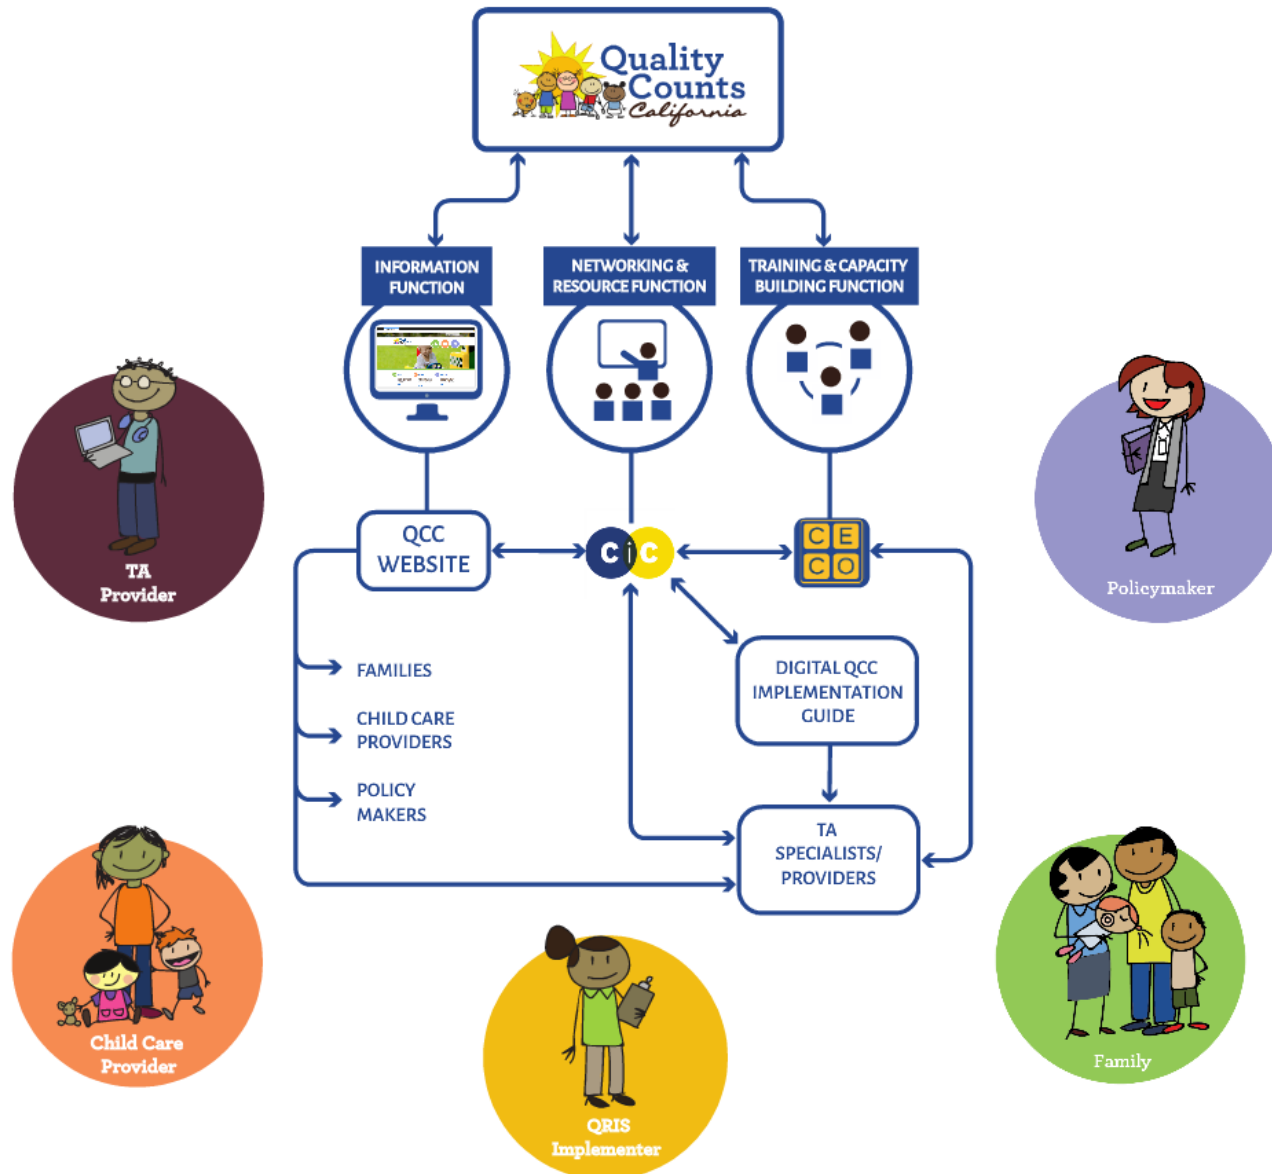 Quality
Counts
California
INFORMATION
FUNCTION
NETWORKING &
RESOURCE FUNCTION
TRAINING & CAPACITY
BUILDING FUNCTION
QCC
WEBSITE
CiC
CE
CO
FAMILIES
CHILD CARE
PROVIDERS
POLICY
MAKERS
DIGITAL QCC
IMPLEMENTATION
GUIDE
TA
SPECIALISTS/
PROVIDERS
TA
Provider
Policymaker
Child Care
Provider
QRIS
Implementer
Family